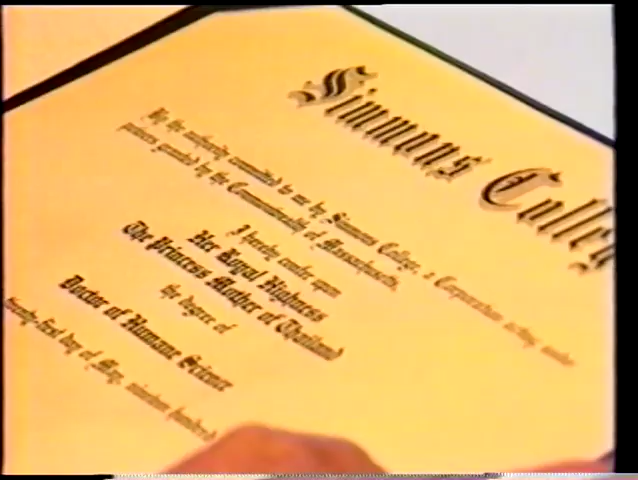 Simmons Colleg
By the authority committed to me by Simmons College, a Corporation acting under
powers granted by the Commonwealth of Massachusetts,
I hereby confer upon
Her Royal Highness
The Princess Mother of Thailand
the degree of
Doctor of Humane Science
first day of May, nineteen hundred